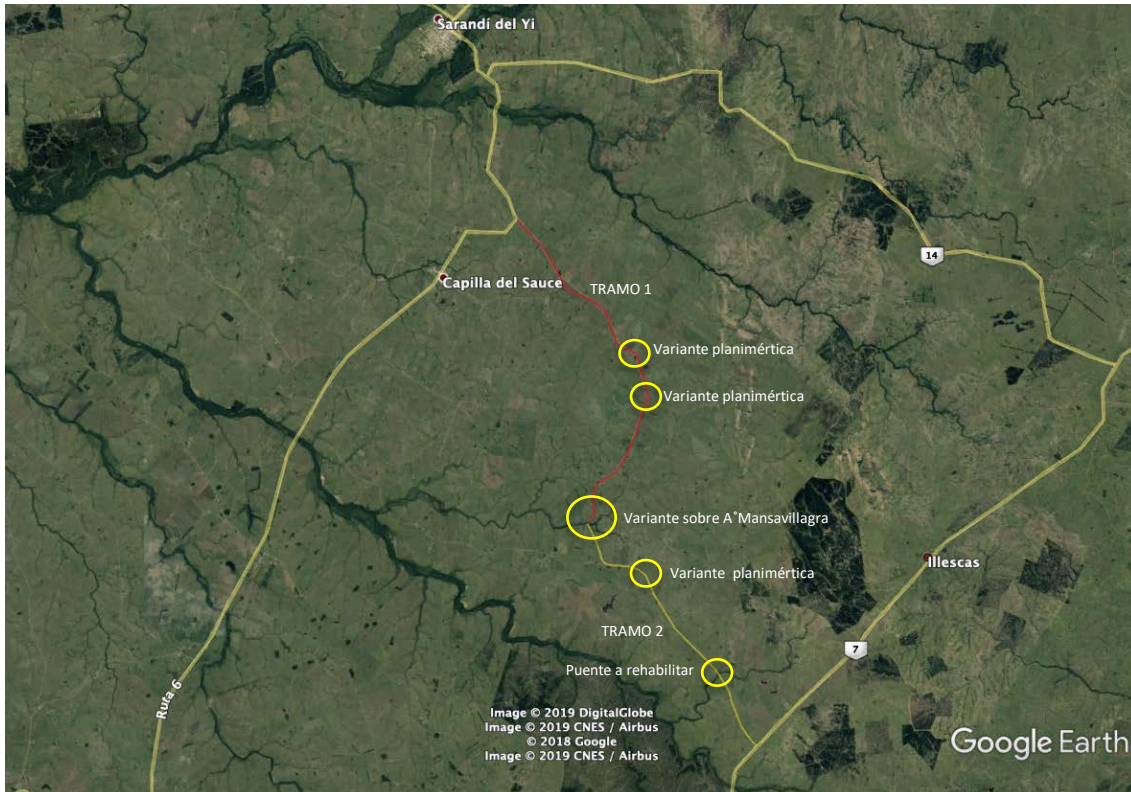 Sarandí del Yi
14
Capilla del Sauce
TRAMO 1
Variante planimértica
Variante planimértica
Variante sobre A˚Mansavillagra
Illescas
Variante planimértica
TRAMO 2
7
Puente a rehabilitar
Ruta 6
Image © 2019 DigitalGlobe
Image © 2019 CNES / Airbus
© 2018 Google
Image © 2019 CNES / Airbus
Google Earth